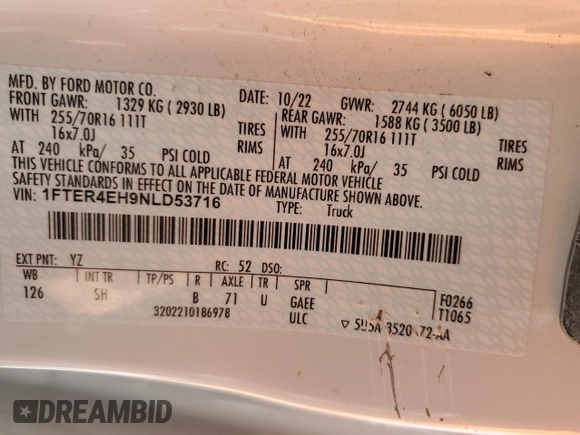 MFD. BY FORD MOTOR CO.
DATE: 10/22 GVWR: 2744 KG ( 6050 LB)
FRONT GAWR: 1329 KG ( 2930 LB) REAR GAWR: 1588 KG ( 3500 LB)
WITH 255/70R16 111T TIRES WITH 255/70R16 111T TIRES
16x7.0J RIMS 16x7.0J RIMS
AT 240 kPa/ 35 PSI COLD AT 240 kPa/ 35 PSI COLD
THIS VEHICLE CONFORMS TO ALL APPLICABLE FEDERAL MOTOR VEHICLE
SAFETY STANDARDS IN EFFECT ON THE DATE OF MANUFACTURE SHOWN ABOVE.
VIN: 1FTER4EH9NLD53716 TYPE: Truck
EXT PNT: YZ RC: 52 DSO:
WB INT TR TP/PS R AXLE TR SPR
126 SH B 71 U GAEE F0266
ULC T1065
3202210186978
DREAMBID